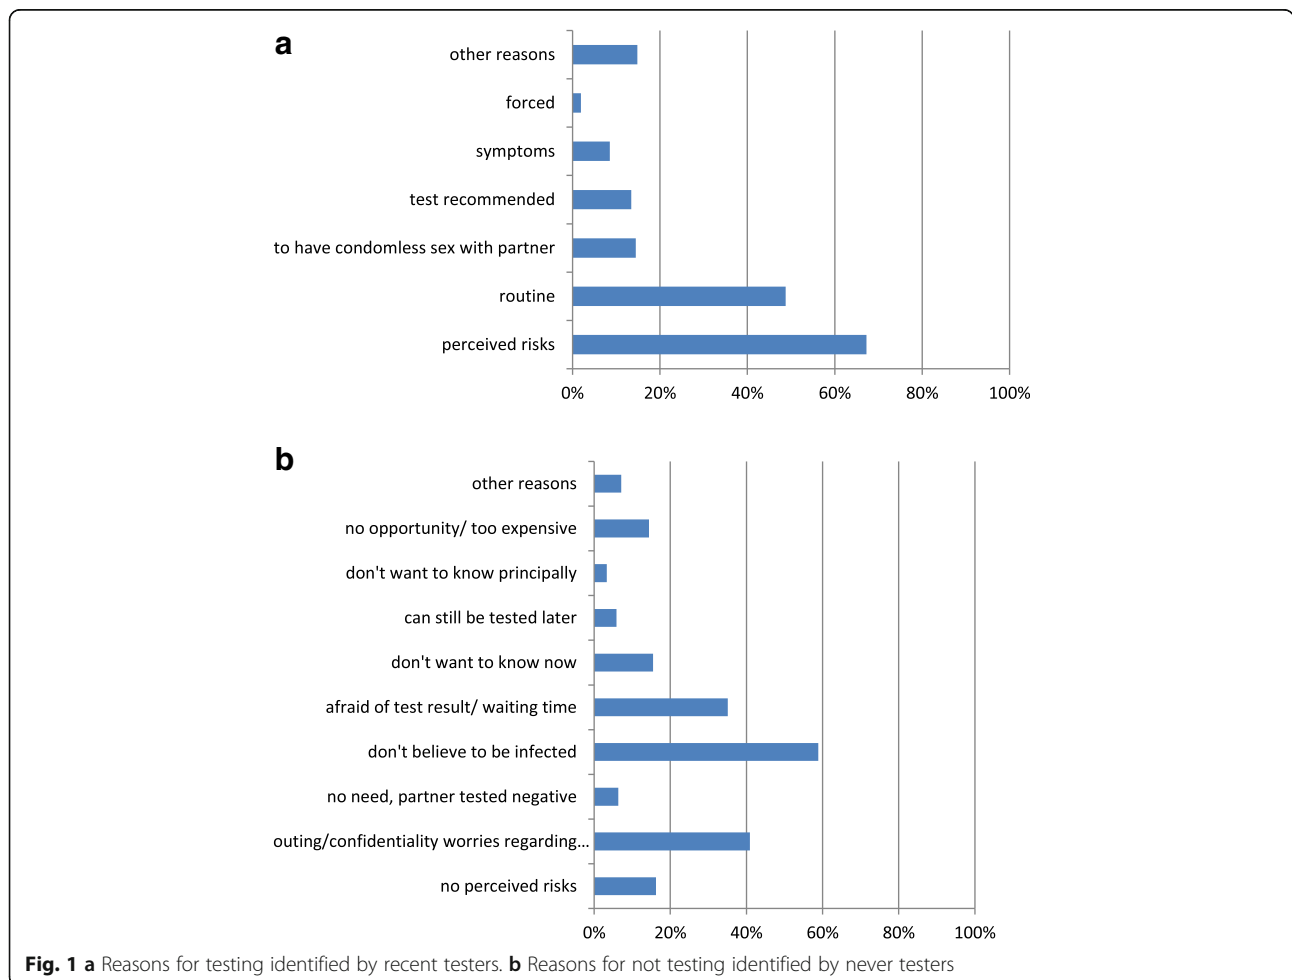 a
other reasons
forced
symptoms
test recommended
to have condomless sex with partner
routine
perceived risks
0% 20% 40% 60% 80% 100%
b
other reasons
no opportunity/ too expensive
don't want to know principally
can still be tested later
don't want to know now
afraid of test result/ waiting time
don't believe to be infected
no need, partner tested negative
outing/confidentiality worries regarding...
no perceived risks
0% 20% 40% 60% 80% 100%
Fig. 1 a Reasons for testing identified by recent testers. b Reasons for not testing identified by never testers